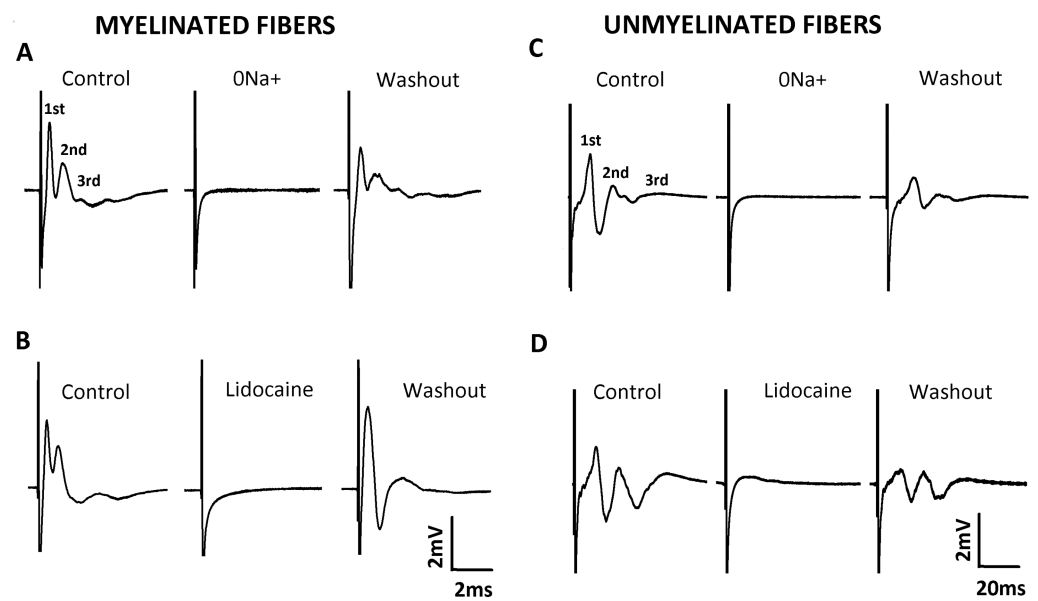 MYELINATED FIBERS
UNMYELINATED FIBERS
A
Control
0Na+
Washout
1st
2nd
3rd
C
Control
0Na+
Washout
1st
2nd
3rd
B
Control
Lidocaine
Washout
2mV
2ms
D
Control
Lidocaine
Washout
2mV
20ms